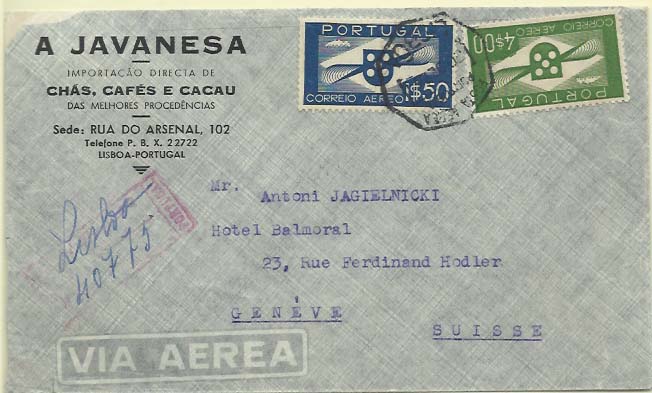 A JAVANESA
IMPORTAÇÃO DIRECTA DE
CHÁS, CAFÉS E CACAU
DAS MELHORES PROCEDÊNCIAS
Sede: RUA DO ARSENAL, 102
Telefone P. B. X. 22722
LISBOA-PORTUGAL
PORTUGAL
CORREIO AEREO 1$50
CORREIO AEREO 4$00
PORTUGAL
Lisboa
40775
Mr. Antoni JAGIELNICKI
Hotel Balmoral
23, Rue Ferdinand Hodler
GENÈVE
SUISSE
VIA AEREA